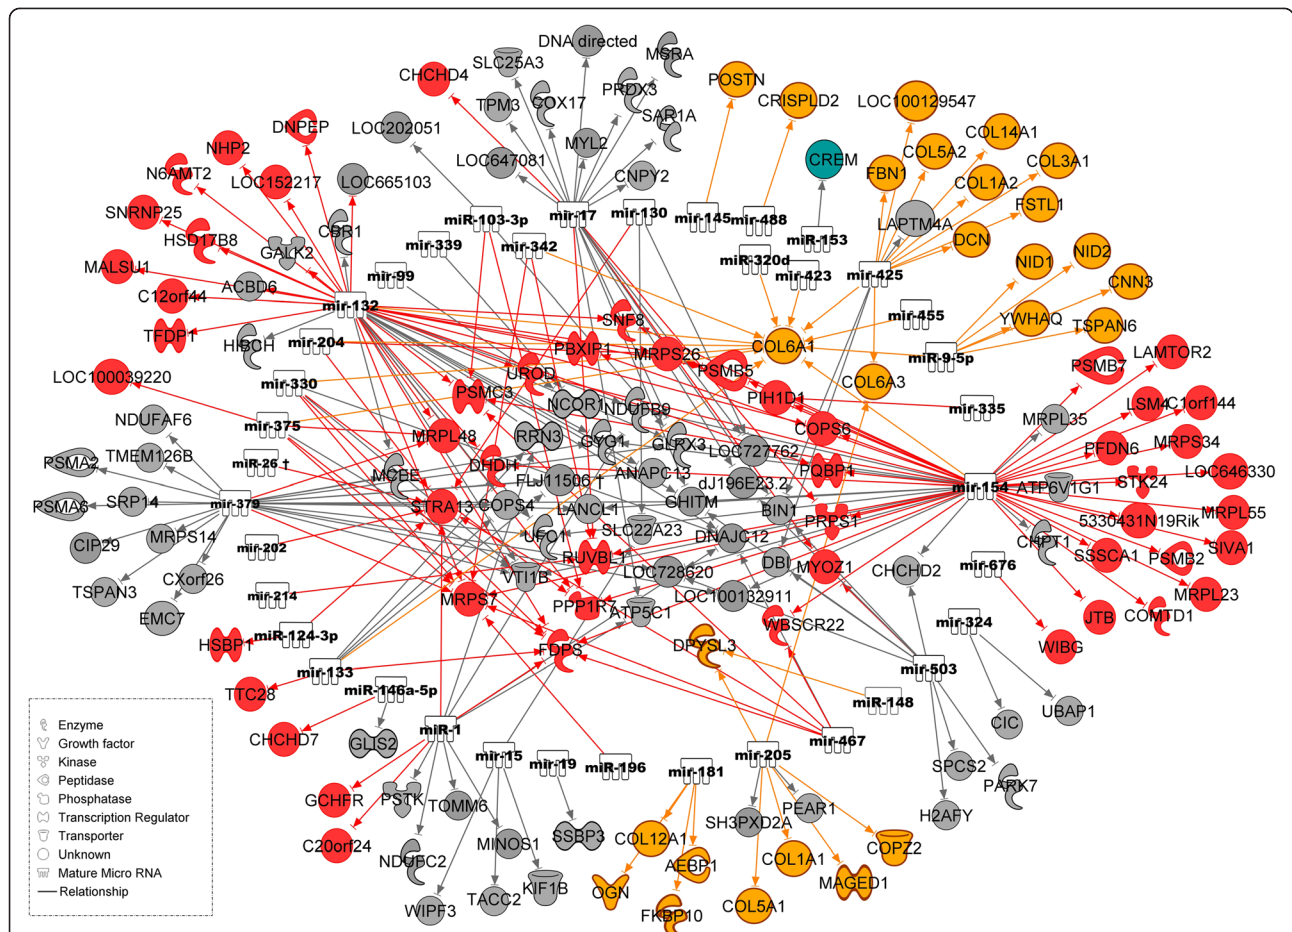 DNA directed
MSRA
SLC25A3
CHCHD4
PRDX3
POSTN
COX17
CRISPLD2
LOC100129547
TPM3
SAR1A
DNPEP
LOC202051
MYL2
COL14A1
NHP2
COL5A2
COL3A1
LOC647081
CREM
N6AMT2
CNPY2
FBN1
LOC152217
LOC665103
COL1A2
SNRNP25
miR-103-3p
mir-17
mir-130
mir-145
mir-488
FSTL1
LAPTM4A
CBR1
HSD17B8
GALK2
mir-339
mir-342
miR-153
DCN
NID2
mir-320d
NID1
MALSU1
mir-99
mir-423
mir-425
CNN3
ACBD6
C12orf44
mir-132
mir-455
YWHAQ
SNF8
TSPAN6
TFDP1
HIBCH
mir-204
PBXIP1
MRPS26
COL6A1
miR-9-5p
LAMTOR2
UROD
PSMB5
PSMB7
LOC100039220
mir-330
COL6A3
PSMC3
PIH1D1
NCOR1
NDUFB9
mir-335
LSM4
C1orf144
NDUFAF6
mir-375
MRPL48
RRN3
GYG1
GLRX3
COPS6
MRPL35
LOC727762
PFDN6
MRPS34
TMEM126B
PSMA2
miR-26 †
MCBE
DHDH
ANAPC13
PQBP1
LOC646330
FLJ11506 †
dJ196E23.2
STK24
mir-154
ATP6V1G1
SRP14
mir-379
PSMA6
STRA13
COPS4
LANCL1
GHITM
BIN1
MRPL55
PRPS1
5330431N19Rik
SLC22A23
MRPS14
UFC1
DNAJC12
CHPT1
CIP29
mir-202
SIVA1
SSSCA1
PSMB2
RUVBL1
DBI
MYOZ1
mir-676
CXorf26
VTI1B
LOC728620
CHCHD2
TSPAN3
mir-214
MRPS7
PPP1R7
LOC100132911
MRPL23
ATP5C1
COMTD1
EMC7
JTB
WBSCR22
mir-324
miR-124-3p
HSBP1
FDPS
DPYSL3
WIBG
mir-133
mir-503
miR-146a-5p
TTC28
mir-148
UBAP1
CIC
miR-1
CHCHD7
GLIS2
mir-467
mir-15
mir-19
miR-196
mir-181
mir-205
SPCS2
PARK7
GCHFR
PSTK
TOMM6
PEAR1
H2AFY
SH3PXD2A
SSBP3
COL12A1
C20orf24
MINOS1
COPZ2
NDUFC2
AEBP1
COL1A1
MAGED1
KIF1B
OGN
TACC2
COL5A1
WIPF3
FKBP10
Enzyme
Growth factor
Kinase
Peptidase
Phosphatase
Transcription Regulator
Transporter
Unknown
Mature Micro RNA
Relationship